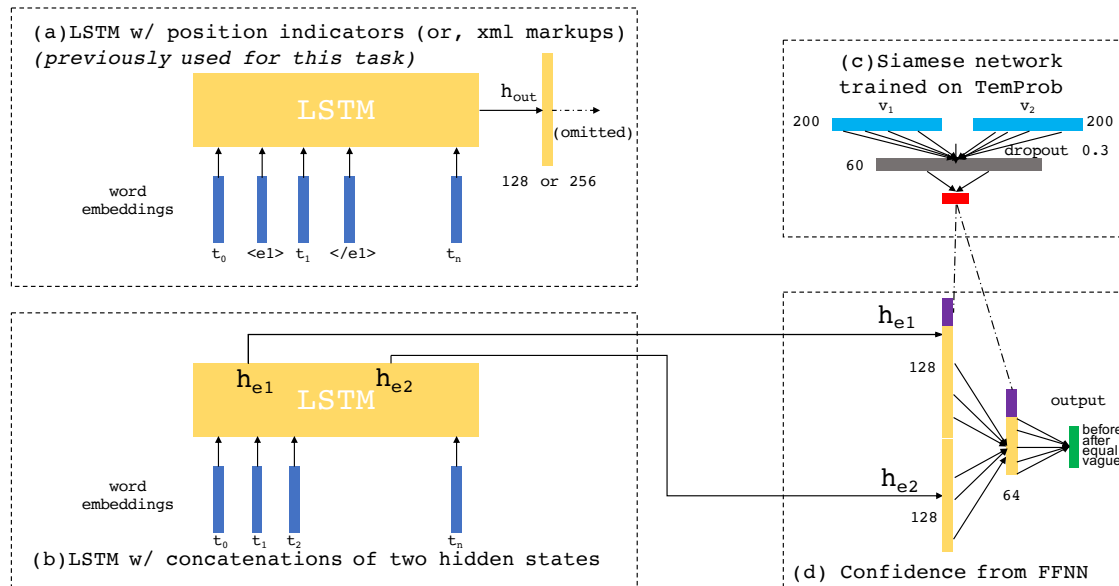 (a)LSTM w/ position indicators (or, xml markups)
(previously used for this task)
LSTM
h_out
(omitted)
128 or 256
word
embeddings
t_0 <e1> t_1 </e1> t_n
h_e1 h_e2
LSTM
word
embeddings
t_0 t_1 t_2 t_n
(b)LSTM w/ concatenations of two hidden states
(c)Siamese network
trained on TemProb
v_1 v_2
200 200
dropout 0.3
60
h_e1
128
output
before
after
equal
vague
h_e2
64
128
(d) Confidence from FFNN